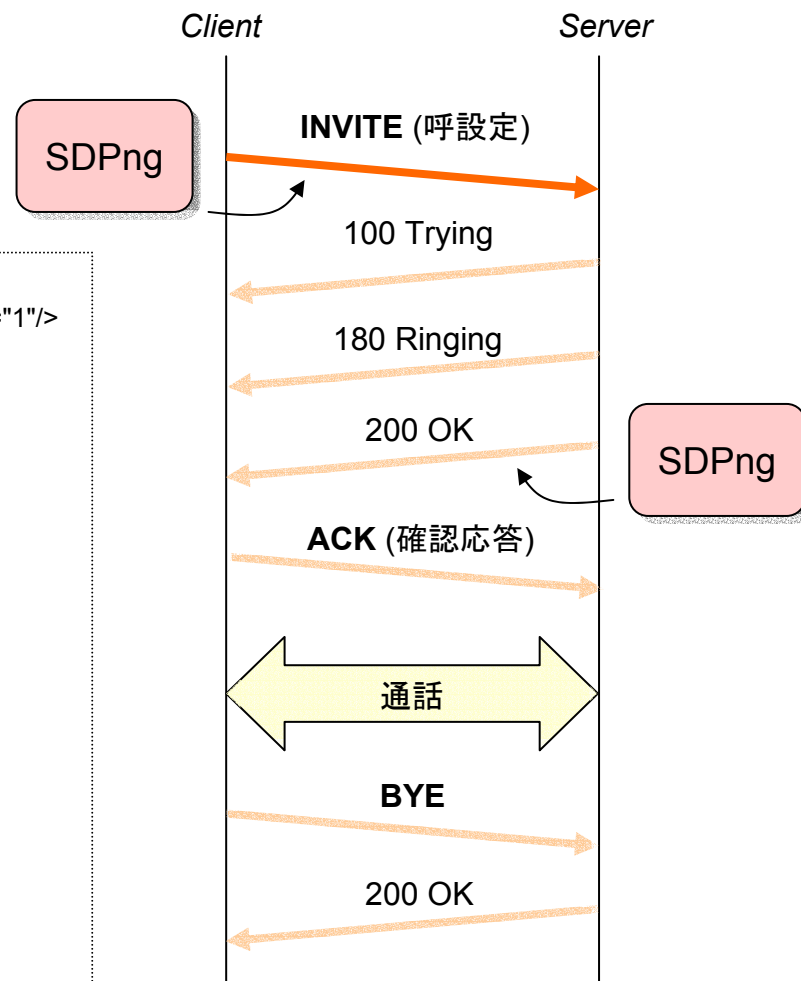 Client
Server
INVITE (呼設定)
SDPng
100 Trying
="1"/>
180 Ringing
200 OK
SDPng
ACK (確認応答)
通話
BYE
200 OK